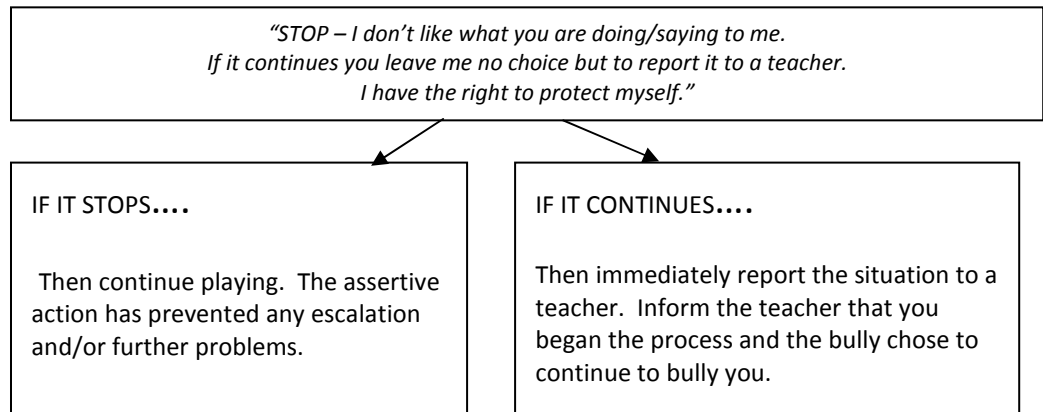 “STOP – I don’t like what you are doing/saying to me.
If it continues you leave me no choice but to report it to a teacher.
I have the right to protect myself.”
IF IT STOPS....
Then continue playing.  The assertive
action has prevented any escalation
and/or further problems.
IF IT CONTINUES....
Then immediately report the situation to a
teacher.  Inform the teacher that you
began the process and the bully chose to
continue to bully you.